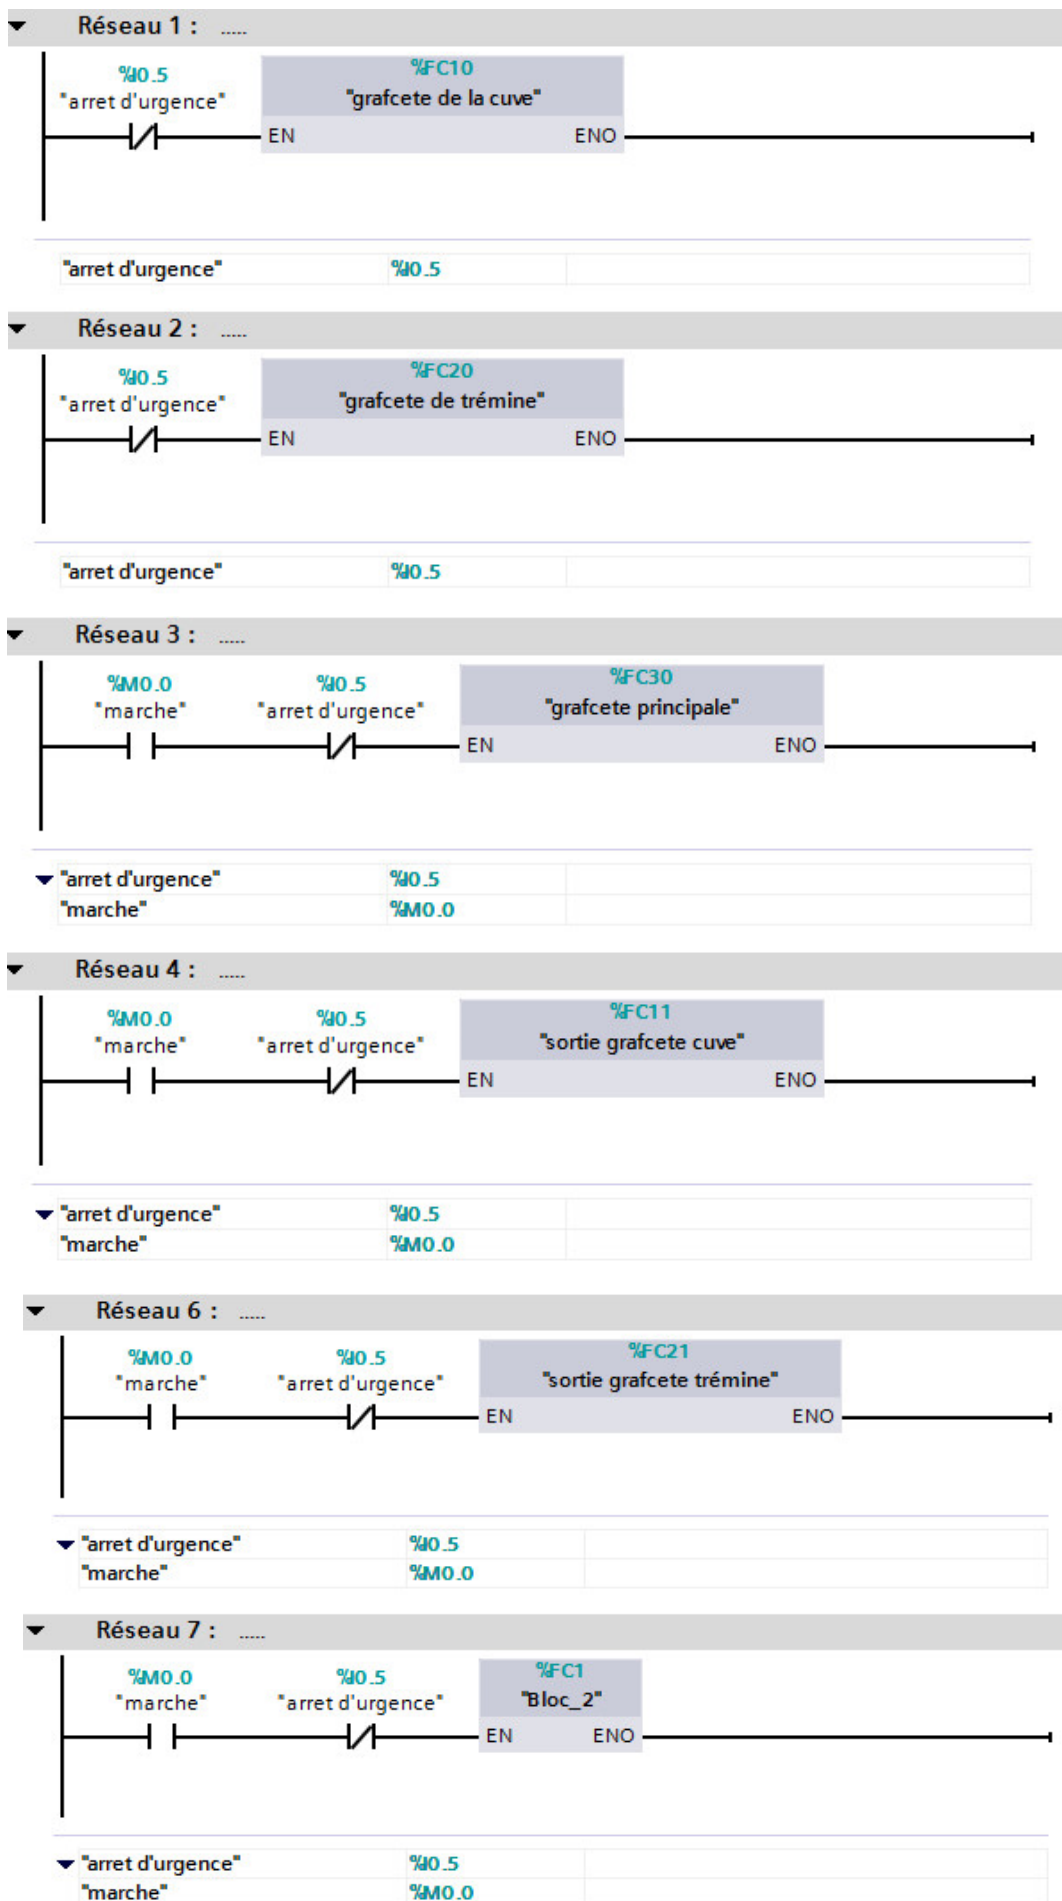 Réseau 1 : .....
%I0.5 %FC10
"arret d'urgence" "grafcete de la cuve"
EN ENO
"arret d'urgence" %I0.5
Réseau 2 : .....
%I0.5 %FC20
"arret d'urgence" "grafcete de trémine"
EN ENO
"arret d'urgence" %I0.5
Réseau 3 : .....
%M0.0 %I0.5 %FC30
"marche" "arret d'urgence" "grafcete principale"
EN ENO
"arret d'urgence" %I0.5
"marche" %M0.0
Réseau 4 : .....
%M0.0 %I0.5 %FC11
"marche" "arret d'urgence" "sortie grafcete cuve"
EN ENO
"arret d'urgence" %I0.5
"marche" %M0.0
Réseau 6 : .....
%M0.0 %I0.5 %FC21
"marche" "arret d'urgence" "sortie grafcete trémine"
EN ENO
"arret d'urgence" %I0.5
"marche" %M0.0
Réseau 7 : .....
%M0.0 %I0.5 %FC1
"marche" "arret d'urgence" "Bloc_2"
EN ENO
"arret d'urgence" %I0.5
"marche" %M0.0